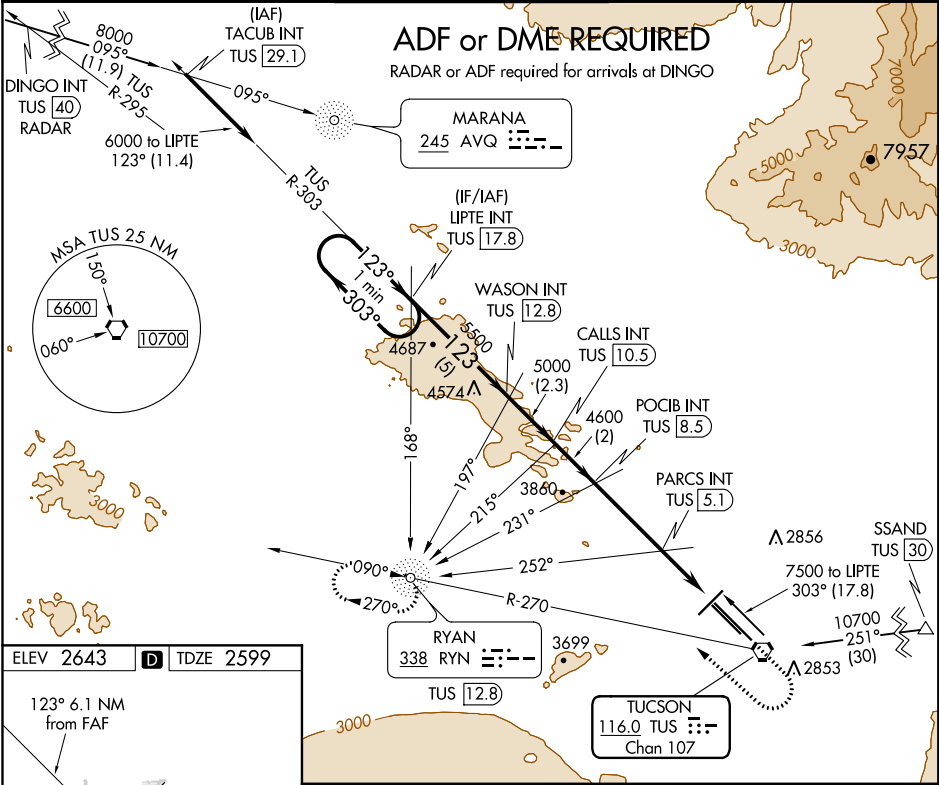 ADF or DME REQUIRED
RADAR or ADF required for arrivals at DINGO
(IAF)
TACUB INT
TUS 29.1
8000
095°
(11.9) TUS
R-295
DINGO INT
TUS 40
RADAR
095°
6000 to LIPTE
123° (11.4)
MARANA
245 AVQ
7000
5000
7957
3000
TUS
R-303
(IF/IAF)
LIPTE INT
TUS 17.8
MSA TUS 25 NM
150°
6600
060°
10700
123°
1 min
303°
WASON INT
TUS 12.8
CALLS INT
TUS 10.5
5500
123
(5)
4687
4574
5000
(2.3)
4600
(2)
POCIB INT
TUS 8.5
168°
197°
215°
231°
3860
PARCS INT
TUS 5.1
3000
2856
SSAND
TUS 30
252°
090°
270°
R-270
7500 to LIPTE
303° (17.8)
10700
251°
(30)
RYAN
338 RYN
TUS 12.8
3699
2853
TUCSON
116.0 TUS
Chan 107
3000
ELEV 2643 D TDZE 2599
123° 6.1 NM
from FAF